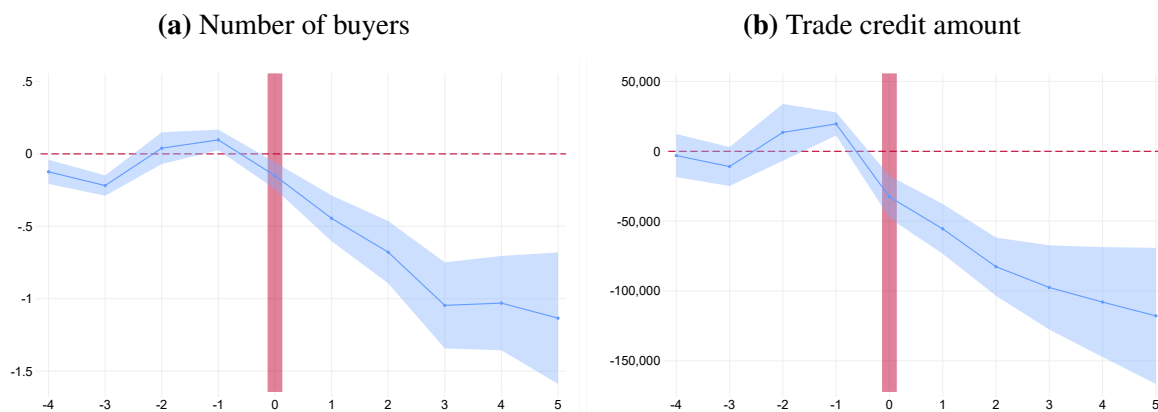 (a) Number of buyers
.5
0
-.5
-1
-1.5
-4 -3 -2 -1 0 1 2 3 4 5
(b) Trade credit amount
50,000
0
-50,000
-100,000
-150,000
-4 -3 -2 -1 0 1 2 3 4 5